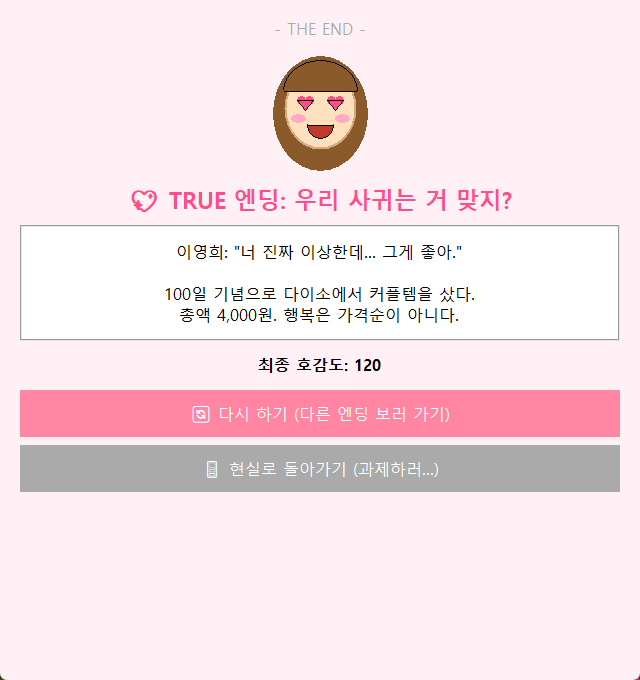 - THE END -
💘 TRUE 엔딩: 우리 사귀는 거 맞지?
이영희: "너 진짜 이상한데... 그게 좋아."
100일 기념으로 다이소에서 커플템을 샀다.
총액 4,000원. 행복은 가격순이 아니다.
최종 호감도: 120
🔄 다시 하기 (다른 엔딩 보러 가기)
📱 현실로 돌아가기 (과제하러...)